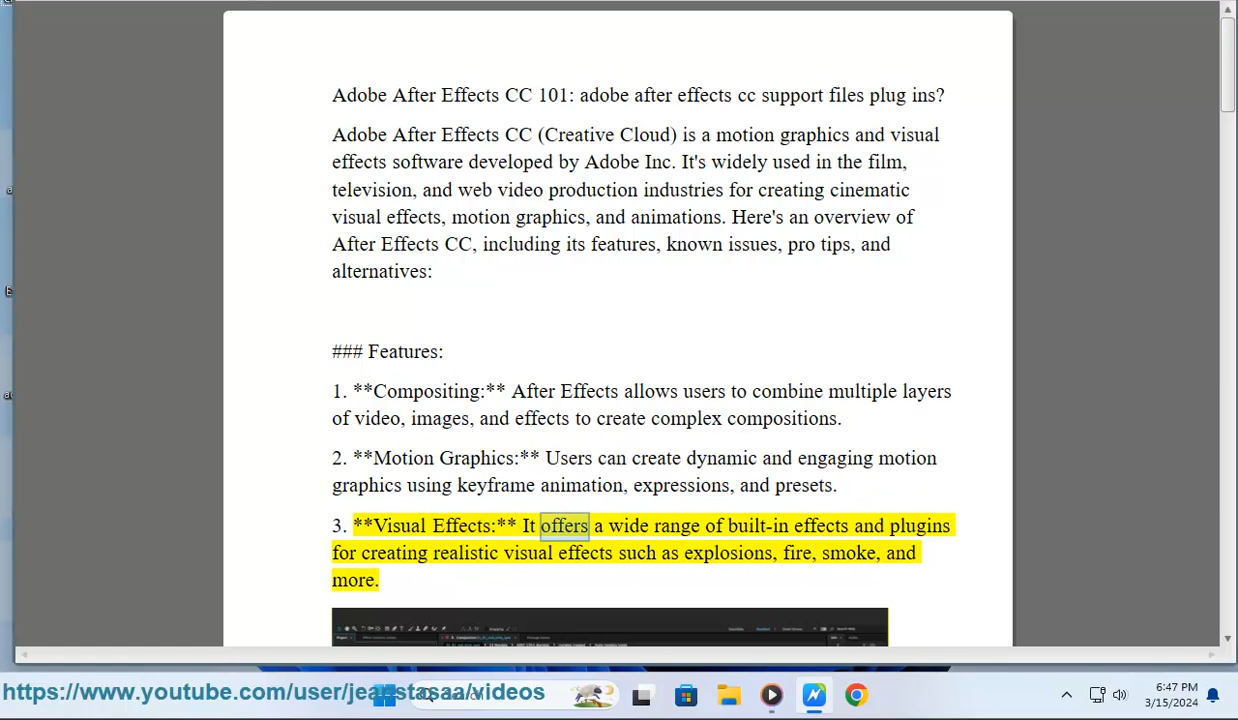 Adobe After Effects CC 101: adobe after effects cc support files plug ins?
Adobe After Effects CC (Creative Cloud) is a motion graphics and visual
effects software developed by Adobe Inc. It's widely used in the film,
television, and web video production industries for creating cinematic
visual effects, motion graphics, and animations. Here's an overview of
After Effects CC, including its features, known issues, pro tips, and
alternatives:
### Features:
1. **Compositing:** After Effects allows users to combine multiple layers
of video, images, and effects to create complex compositions.
2. **Motion Graphics:** Users can create dynamic and engaging motion
graphics using keyframe animation, expressions, and presets.
3. **Visual Effects:** It offers a wide range of built-in effects and plugins
for creating realistic visual effects such as explosions, fire, smoke, and
more.
https://www.youtube.com/user/jeanstasaa/videos
6:47 PM
3/15/2024